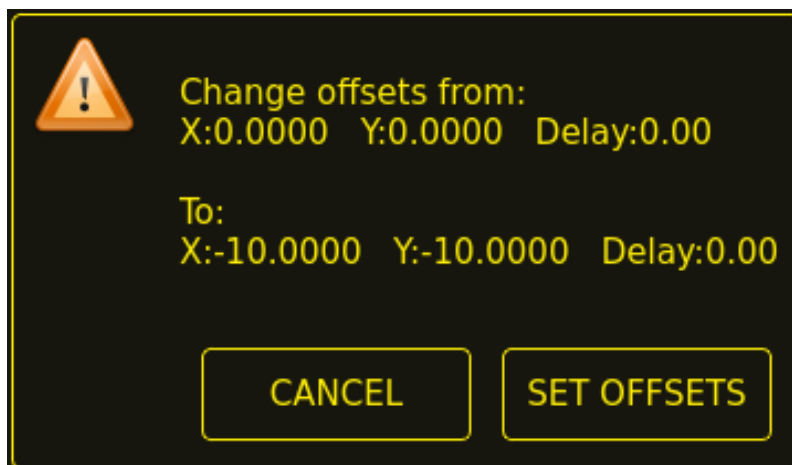 Change offsets from:
X:0.0000 Y:0.0000 Delay:0.00
To:
X:-10.0000 Y:-10.0000 Delay:0.00
CANCEL SET OFFSETS